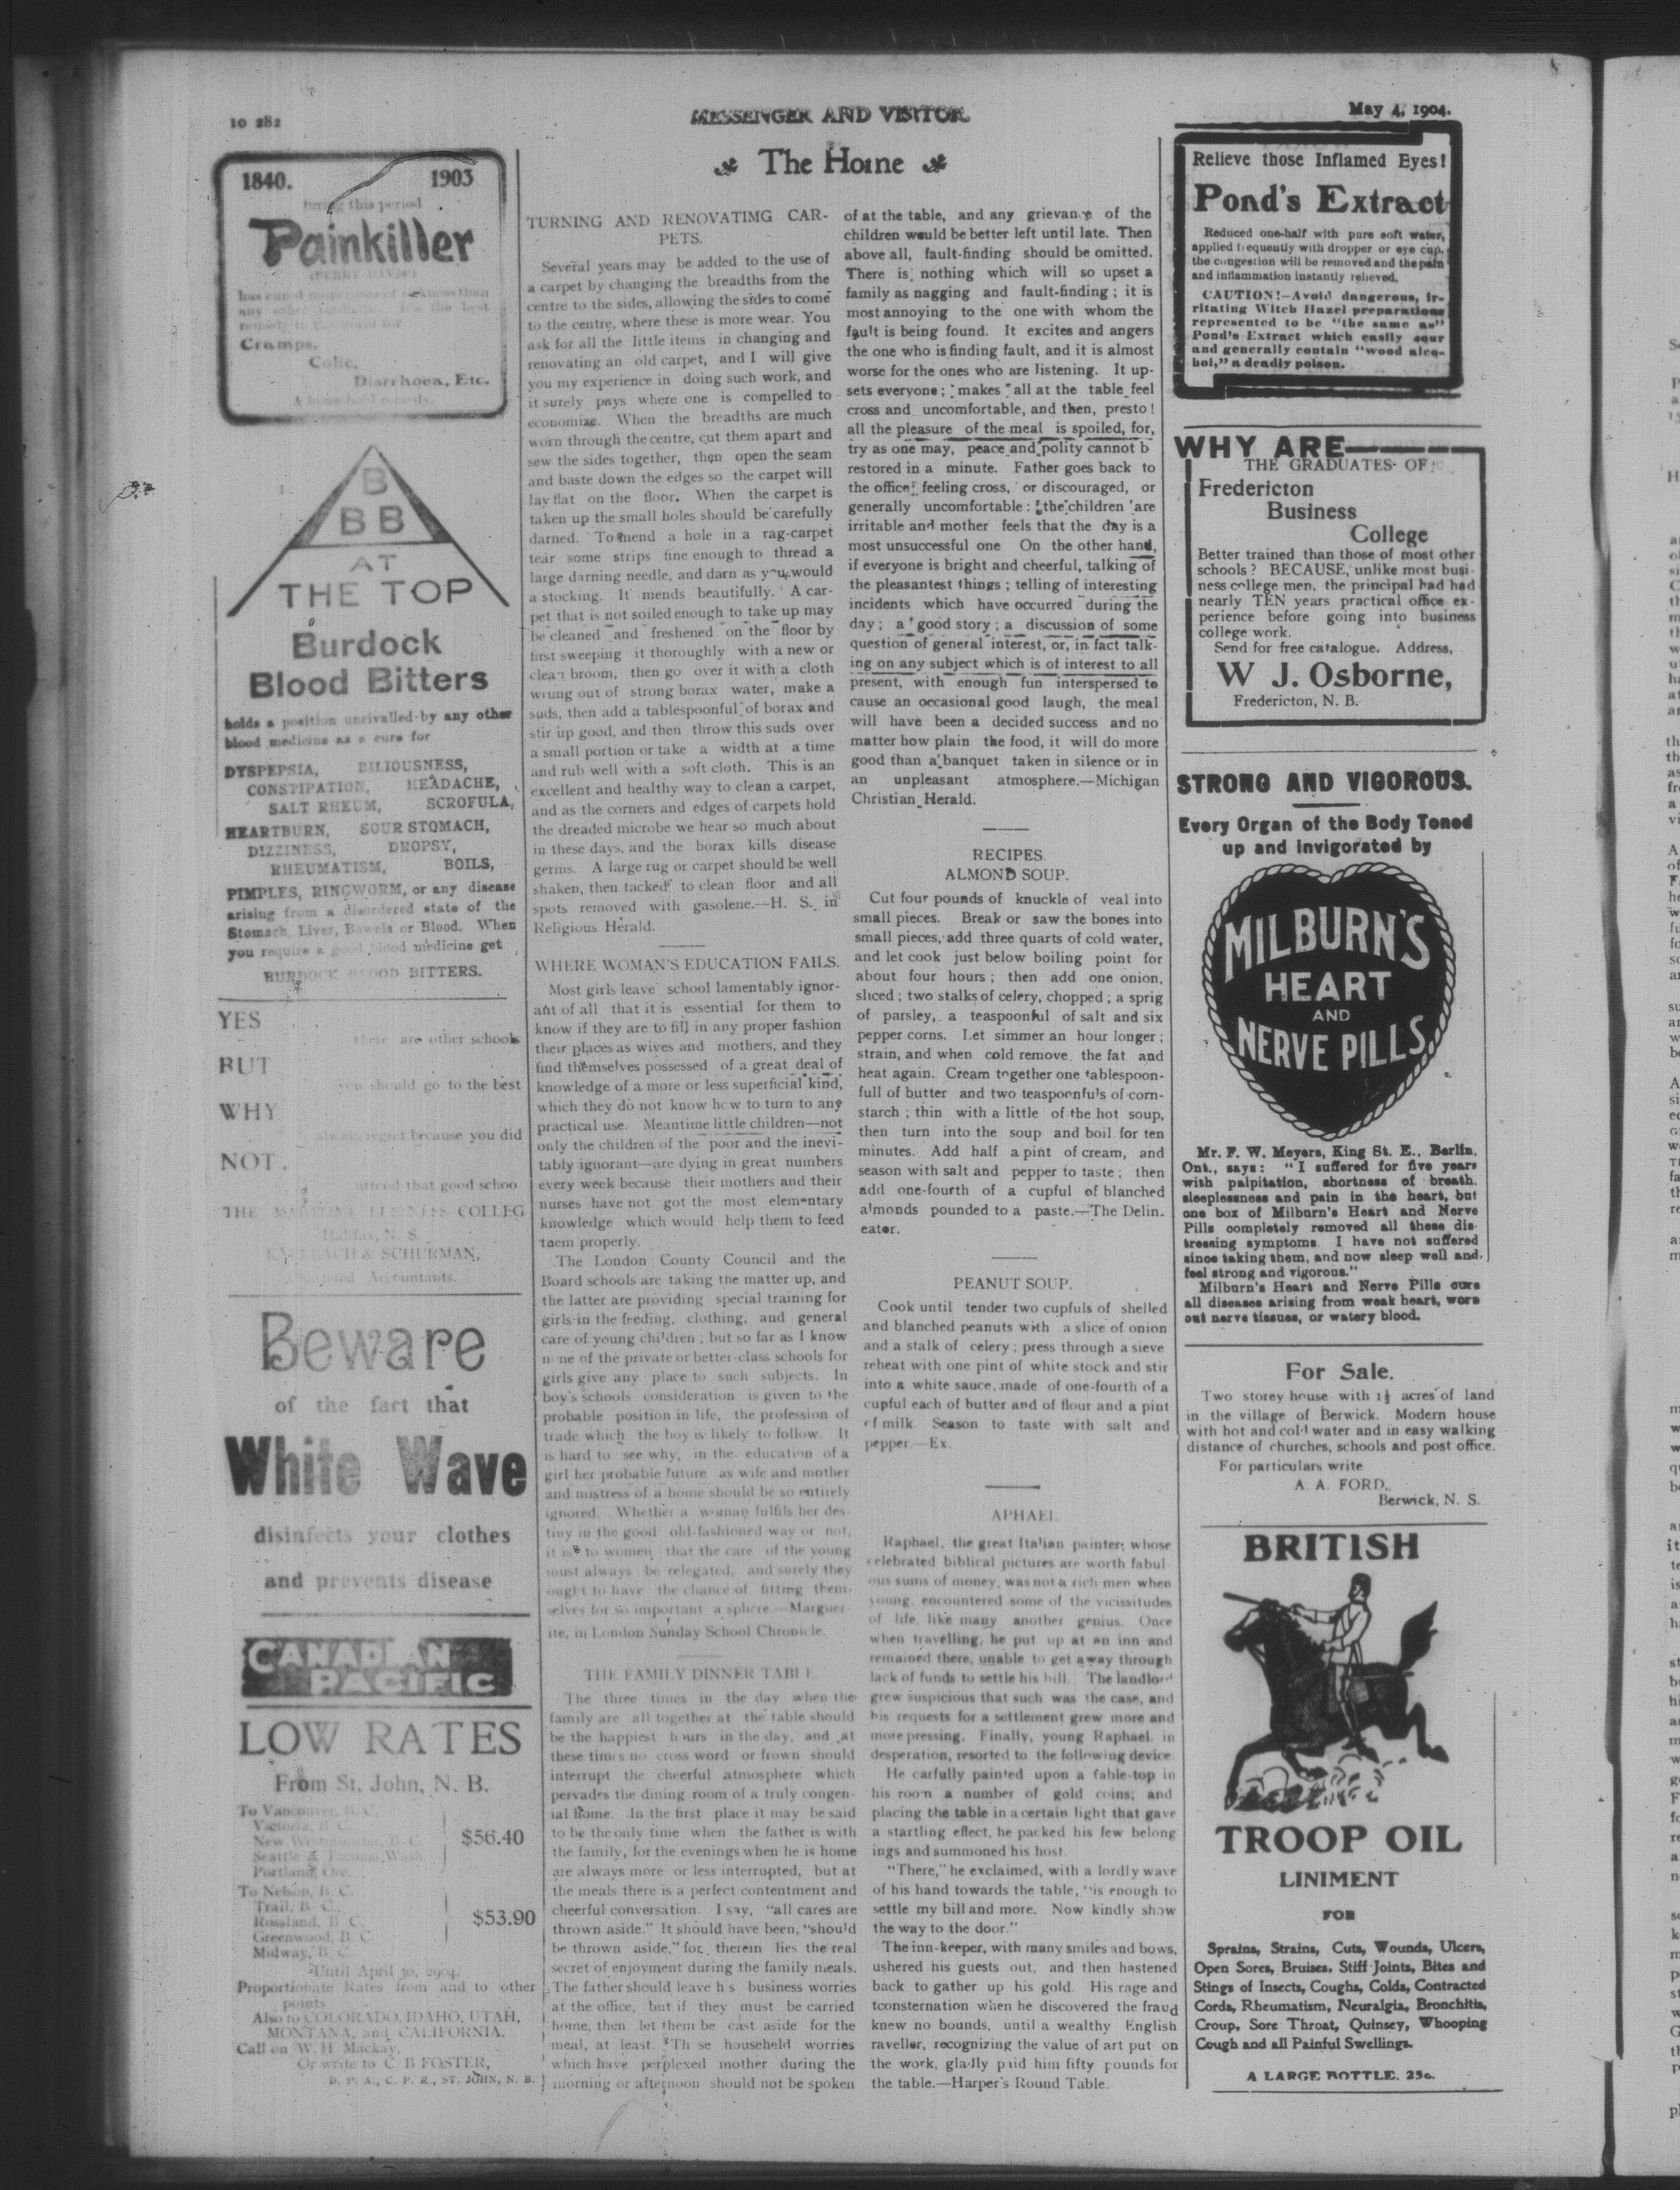 10 282
MESSENGER AND VISITOR.
May 4, 1904.
1840. 1903
During this period
Painkiller
(PERRY DAVIS')
Cramps,
Colic,
Diarrhoea, Etc.
A household remedy.
B
BB
AT
THE TOP
Burdock
Blood Bitters
holds a position unrivalled by any other
blood medicine as a cure for
DYSPEPSIA, BILIOUSNESS,
CONSTIPATION, HEADACHE,
SALT RHEUM, SCROFULA,
HEARTBURN, SOUR STOMACH,
DIZZINESS, DROPSY,
RHEUMATISM, BOILS,
PIMPLES, RINGWORM, or any disease
arising from a disordered state of the
Stomach, Liver, Bowels or Blood. When
you require a good blood medicine get
BURDOCK BLOOD BITTERS.
YES
there are other schools
BUT
you should go to the best
WHY
always regret because you did
NOT
attend that good schoo
THE MARITIME BUSINESS COLLEG
Halifax, N. S.
KAULBACH & SCHURMAN,
Chartered Accountants.
Beware
of the fact that
White Wave
disinfects your clothes
and prevents disease
CANADIAN
PACIFIC
LOW RATES
From St. John, N. B.
To Vancouver, B. C.
Victoria, B. C.
New Westminster, B. C.
Seattle & Tacoma, Wash.
Portland, Ore.
$56.40
To Nelson, B. C.
Trail, B. C.
Rossland, B. C.
Greenwood, B. C.
Midway, B. C.
$53.90
Until April 30, 1904.
Proportionate Rates from and to other
points
Also to COLORADO, IDAHO, UTAH,
MONTANA, and CALIFORNIA.
Call on W. H. Mackay,
Or write to C. B FOSTER,
D. P. A., C. P. R., ST. JOHN, N. B.
The Home
TURNING AND RENOVATIMG CAR-
PETS.
Several years may be added to the use of
a carpet by changing the breadths from the
centre to the sides, allowing the sides to come
to the centre, where these is more wear. You
ask for all the little items in changing and
renovating an old carpet, and I will give
you my experience in doing such work, and
it surely pays where one is compelled to
economize. When the breadths are much
worn through the centre, cut them apart and
sew the sides together, then open the seam
and baste down the edges so the carpet will
lay flat on the floor. When the carpet is
taken up the small holes should be carefully
darned. To mend a hole in a rag-carpet
tear some strips fine enough to thread a
large darning needle, and darn as you would
a stocking. It mends beautifully. A car-
pet that is not soiled enough to take up may
be cleaned and freshened on the floor by
first sweeping it thoroughly with a new or
clean broom, then go over it with a cloth
wrung out of strong borax water, make a
suds, then add a tablespoonful of borax and
stir up good, and then throw this suds over
a small portion or take a width at a time
and rub well with a soft cloth. This is an
excellent and healthy way to clean a carpet,
and as the corners and edges of carpets hold
the dreaded microbe we hear so much about
in these days, and the borax kills disease
germs. A large rug or carpet should be well
shaken, then tacked to clean floor and all
spots removed with gasolene.—H. S. in
Religious Herald.
WHERE WOMAN'S EDUCATION FAILS.
Most girls leave school lamentably ignor-
ant of all that it is essential for them to
know if they are to fill in any proper fashion
their places as wives and mothers, and they
find themselves possessed of a great deal of
knowledge of a more or less superficial kind,
which they do not know how to turn to any
practical use. Meantime little children—not
only the children of the poor and the inevi-
tably ignorant—are dying in great numbers
every week because their mothers and their
nurses have not got the most elementary
knowledge which would help them to feed
them properly.
The London County Council and the
Board schools are taking the matter up, and
the latter are providing special training for
girls in the feeding, clothing, and general
care of young children; but so far as I know
none of the private or better-class schools for
girls give any place to such subjects. In
boy's schools consideration is given to the
probable position in life, the profession of
trade which the boy is likely to follow. It
is hard to see why, in the education of a
girl her probable future as wife and mother
and mistress of a home should be so entirely
ignored. Whether a woman fulfils her des-
tiny in the good old-fashioned way or not,
it is to women that the care of the young
must always be relegated, and surely they
ought to have the chance of fitting them-
selves for so important a sphere.—Marguer-
ite, in London Sunday School Chronicle.
THE FAMILY DINNER TABLE
The three times in the day when the
family are all together at the table should
be the happiest hours in the day, and at
these times no cross word or frown should
interrupt the cheerful atmosphere which
pervades the dining room of a truly congen-
ial home. In the first place it may be said
to be the only time when the father is with
the family, for the evenings when he is home
are always more or less interrupted, but at
the meals there is a perfect contentment and
cheerful conversation. I say, "all cares are
thrown aside." It should have been, "should
be thrown aside," for therein lies the real
secret of enjoyment during the family meals.
The father should leave h s business worries
at the office, but if they must be carried
home, then let them be cast aside for the
meal, at least. Th se household worries
which have perplexed mother during the
morning or afternoon should not be spoken
of at the table, and any grievance of the
children would be better left until late. Then
above all, fault-finding should be omitted.
There is nothing which will so upset a
family as nagging and fault-finding; it is
most annoying to the one with whom the
fault is being found. It excites and angers
the one who is finding fault, and it is almost
worse for the ones who are listening. It up-
sets everyone; makes all at the table feel
cross and uncomfortable, and then, presto!
all the pleasure of the meal is spoiled, for,
try as one may, peace and polity cannot b
restored in a minute. Father goes back to
the office feeling cross, or discouraged, or
generally uncomfortable: the children are
irritable and mother feels that the day is a
most unsuccessful one On the other hand,
if everyone is bright and cheerful, talking of
the pleasantest things; telling of interesting
incidents which have occurred during the
day; a good story; a discussion of some
question of general interest, or, in fact talk-
ing on any subject which is of interest to all
present, with enough fun interspersed to
cause an occasional good laugh, the meal
will have been a decided success and no
matter how plain the food, it will do more
good than a banquet taken in silence or in
an unpleasant atmosphere.—Michigan
Christian Herald.
RECIPES.
ALMOND SOUP.
Cut four pounds of knuckle of veal into
small pieces. Break or saw the bones into
small pieces, add three quarts of cold water,
and let cook just below boiling point for
about four hours; then add one onion,
sliced; two stalks of celery, chopped; a sprig
of parsley, a teaspoonful of salt and six
pepper corns. Let simmer an hour longer;
strain, and when cold remove the fat and
heat again. Cream together one tablespoon-
full of butter and two teaspoonfuls of corn-
starch; thin with a little of the hot soup,
then turn into the soup and boil for ten
minutes. Add half a pint of cream, and
season with salt and pepper to taste; then
add one-fourth of a cupful of blanched
almonds pounded to a paste.—The Delin.
eater.
PEANUT SOUP.
Cook until tender two cupfuls of shelled
and blanched peanuts with a slice of onion
and a stalk of celery; press through a sieve
reheat with one pint of white stock and stir
into a white sauce, made of one-fourth of a
cupful each of butter and of flour and a pint
of milk. Season to taste with salt and
pepper.—Ex.
APHAEL
Raphael, the great Italian painter, whose
celebrated biblical pictures are worth fabul-
ous sums of money, was not a rich men when
young, encountered some of the vicissitudes
of life, like many another genius. Once
when travelling, he put up at an inn and
remained there, unable to get away through
lack of funds to settle his bill. The landlord
grew suspicious that such was the case, and
his requests for a settlement grew more and
more pressing. Finally, young Raphael, in
desperation, resorted to the following device:
He carfully painted upon a table-top in
his room a number of gold coins; and
placing the table in a certain light that gave
a startling effect, he packed his few belong
ings and summoned his host.
"There," he exclaimed, with a lordly wave
of his hand towards the table, "is enough to
settle my bill and more. Now kindly show
the way to the door."
The inn-keeper, with many smiles and bows,
ushered his guests out, and then hastened
back to gather up his gold. His rage and
tconsternation when he discovered the fraud
knew no bounds, until a wealthy English
raveller, recognizing the value of art put on
the work, gladly paid him fifty pounds for
the table.—Harper's Round Table.
Relieve those Inflamed Eyes!
Pond's Extract
Reduced one-half with pure soft water,
applied frequently with dropper or eye cup,
the congestion will be removed and the pain
and inflammation instantly relieved.
CAUTION!—Avoid dangerous, ir-
ritating Witch Hazel preparations
represented to be "the same as"
Pond's Extract which easily sour
and generally contain "wood alco-
hol," a deadly poison.
WHY ARE
THE GRADUATES OF
Fredericton
Business
College
Better trained than those of most other
schools? BECAUSE, unlike most busi-
ness college men, the principal had had
nearly TEN years practical office ex-
perience before going into business
college work.
Send for free catalogue. Address,
W J. Osborne,
Fredericton, N. B.
STRONG AND VIGOROUS.
Every Organ of the Body Toned
up and invigorated by
MILBURN'S
HEART
AND
NERVE PILLS.
Mr. F. W. Meyers, King St. E., Berlin,
Ont., says: "I suffered for five years
with palpitation, shortness of breath,
sleeplessness and pain in the heart, but
one box of Milburn's Heart and Nerve
Pills completely removed all these dis-
tressing symptoms. I have not suffered
since taking them, and now sleep well and
feel strong and vigorous."
Milburn's Heart and Nerve Pills cure
all diseases arising from weak heart, worn
out nerve tissues, or watery blood.
For Sale.
Two storey house with 1½ acres of land
in the village of Berwick. Modern house
with hot and cold water and in easy walking
distance of churches, schools and post office.
For particulars write
A. A. FORD,
Berwick, N. S.
BRITISH
TROOP OIL
LINIMENT
FOR
Sprains, Strains, Cuts, Wounds, Ulcers,
Open Sores, Bruises, Stiff Joints, Bites and
Stings of Insects, Coughs, Colds, Contracted
Cords, Rheumatism, Neuralgia, Bronchitis,
Croup, Sore Throat, Quinsey, Whooping
Cough and all Painful Swellings.
A LARGE BOTTLE, 25c.